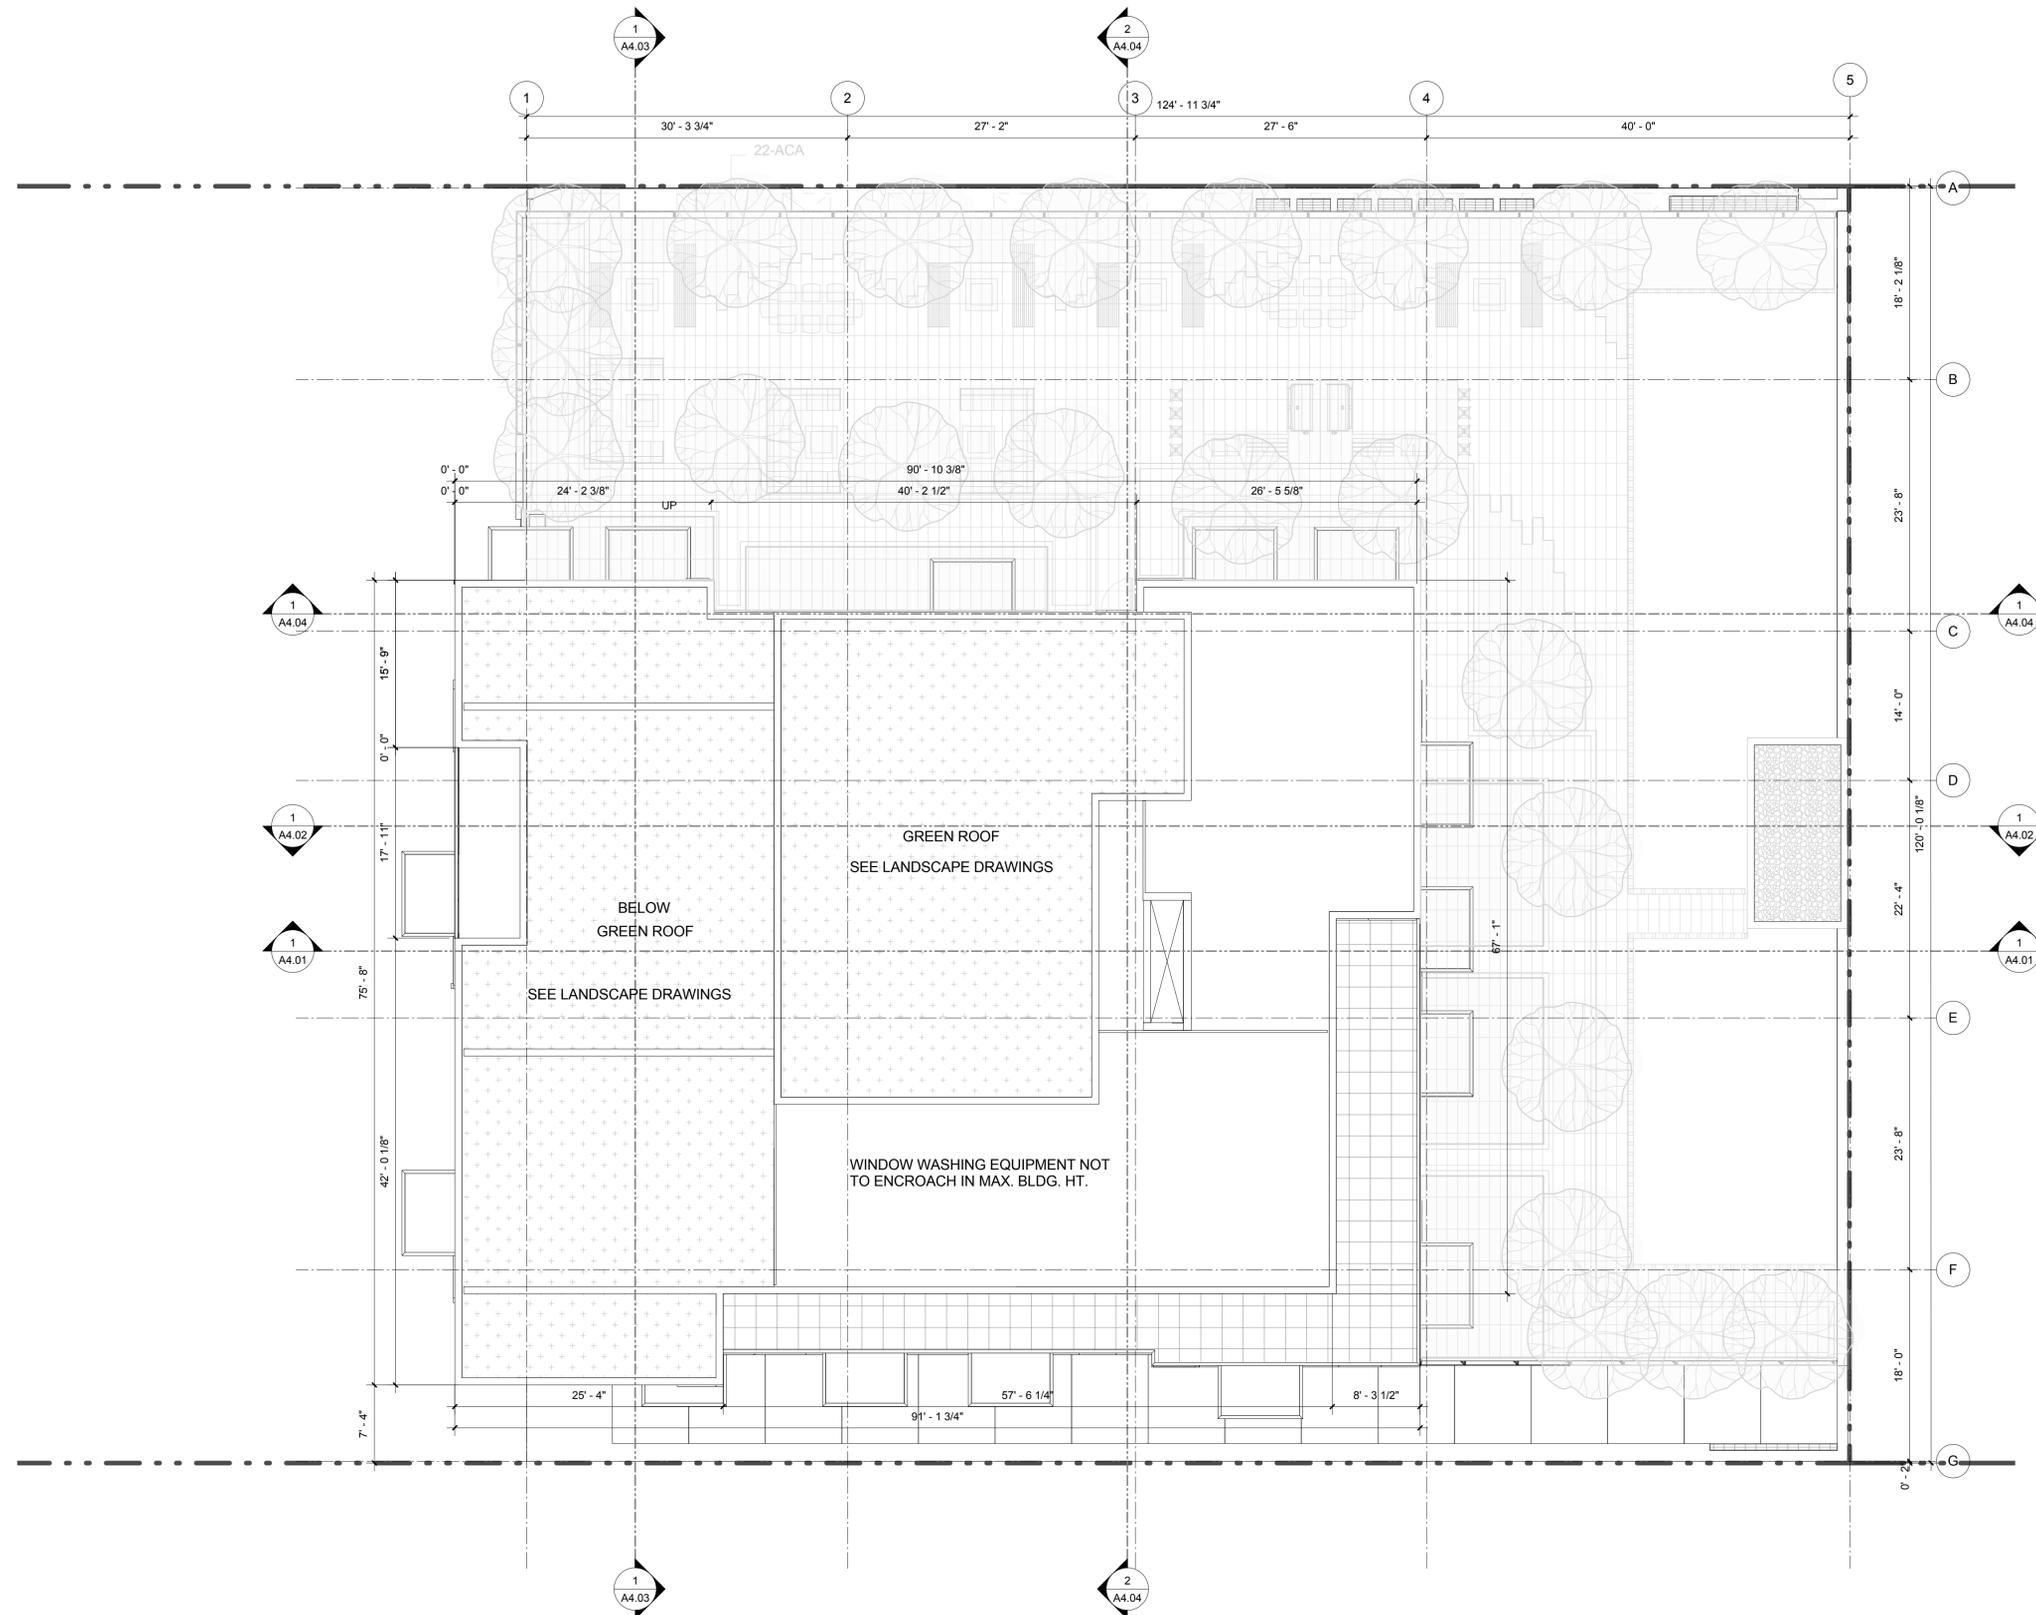 1
A4.03
2
A4.04
1
2
3
4
5
124' - 11 3/4"
30' - 3 3/4"
27' - 2"
27' - 6"
40' - 0"
22-ACA
A
18' - 2 1/8"
B
0' - 0"
90' - 10 3/8"
0' - 0"
24' - 2 3/8"
40' - 2 1/2"
26' - 5 5/8"
UP
23' - 8"
1
A4.04
1
A4.04
C
15' - 9"
14' - 0"
0' - 0"
D
1
A4.02
17' - 11"
GREEN ROOF
SEE LANDSCAPE DRAWINGS
120' - 0 1/8"
1
A4.02
22' - 4"
BELOW
GREEN ROOF
1
A4.01
67' - 1"
1
A4.01
75' - 8"
SEE LANDSCAPE DRAWINGS
E
42' - 0 1/8"
WINDOW WASHING EQUIPMENT NOT
TO ENCROACH IN MAX. BLDG. HT.
23' - 8"
F
18' - 0"
25' - 4"
57' - 6 1/4"
8' - 3 1/2"
7' - 4"
91' - 1 3/4"
G
0' - 2"
1
A4.03
2
A4.04